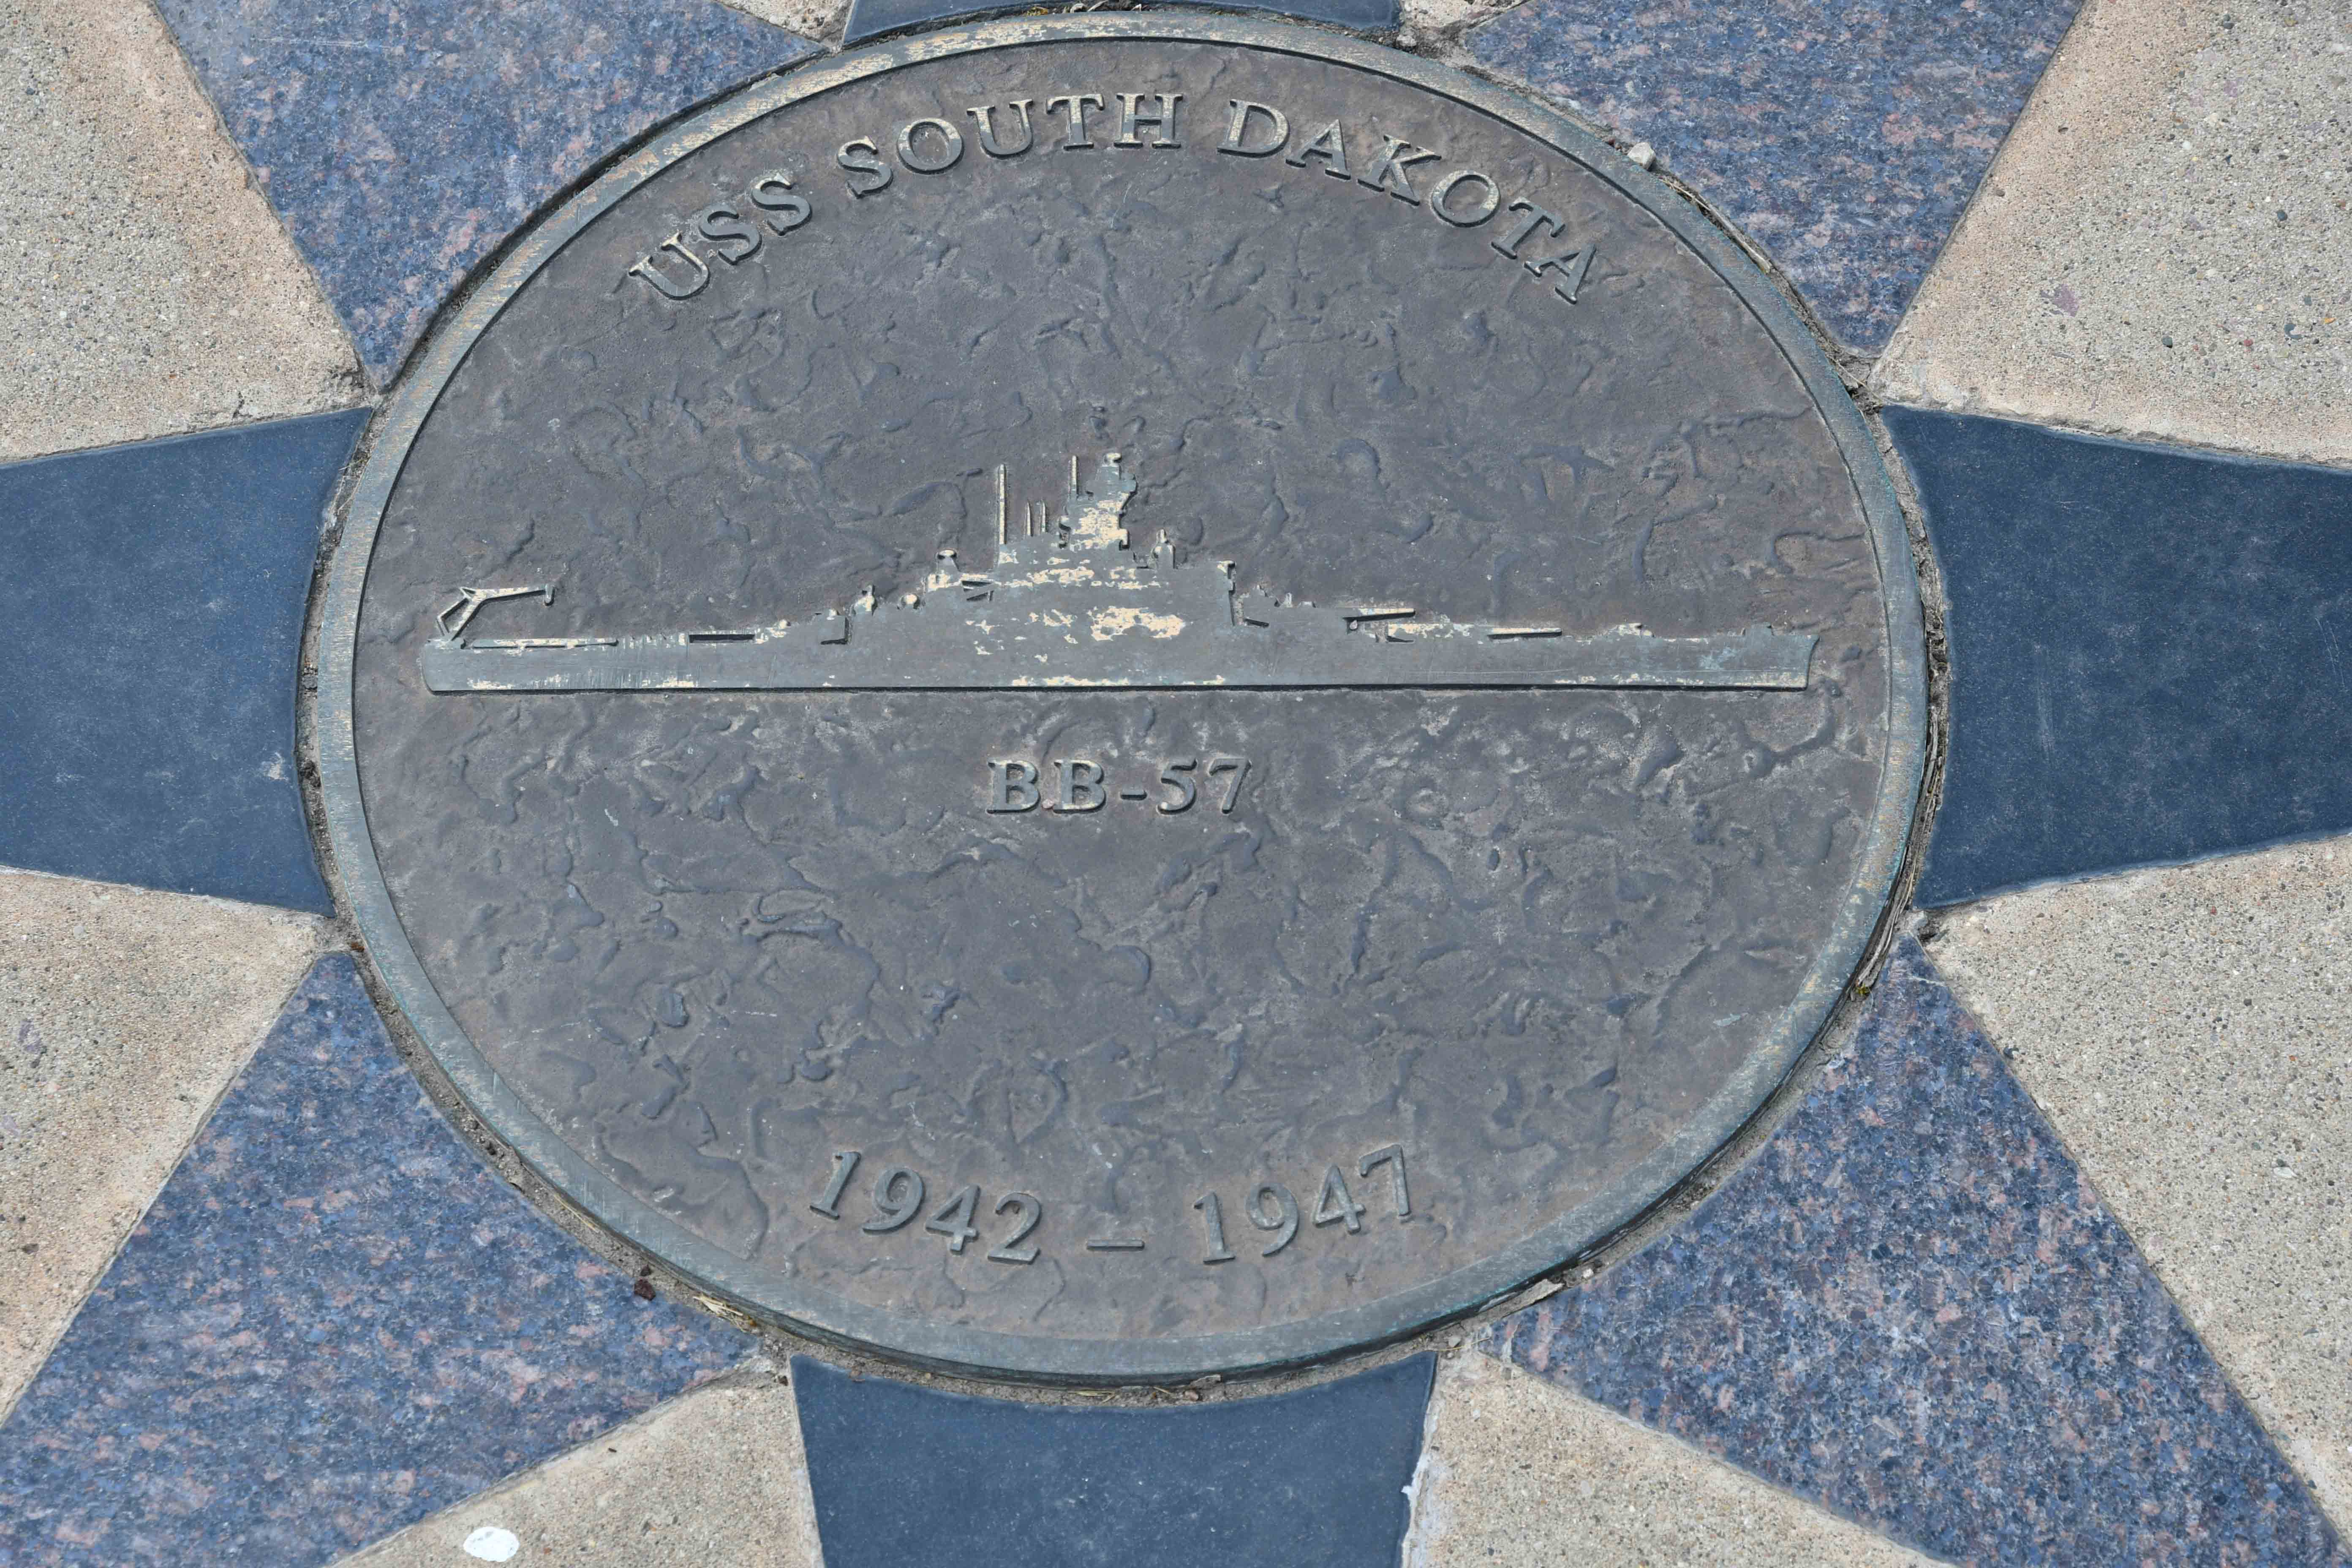 USS SOUTH DAKOTA
BB-57
1942 – 1947